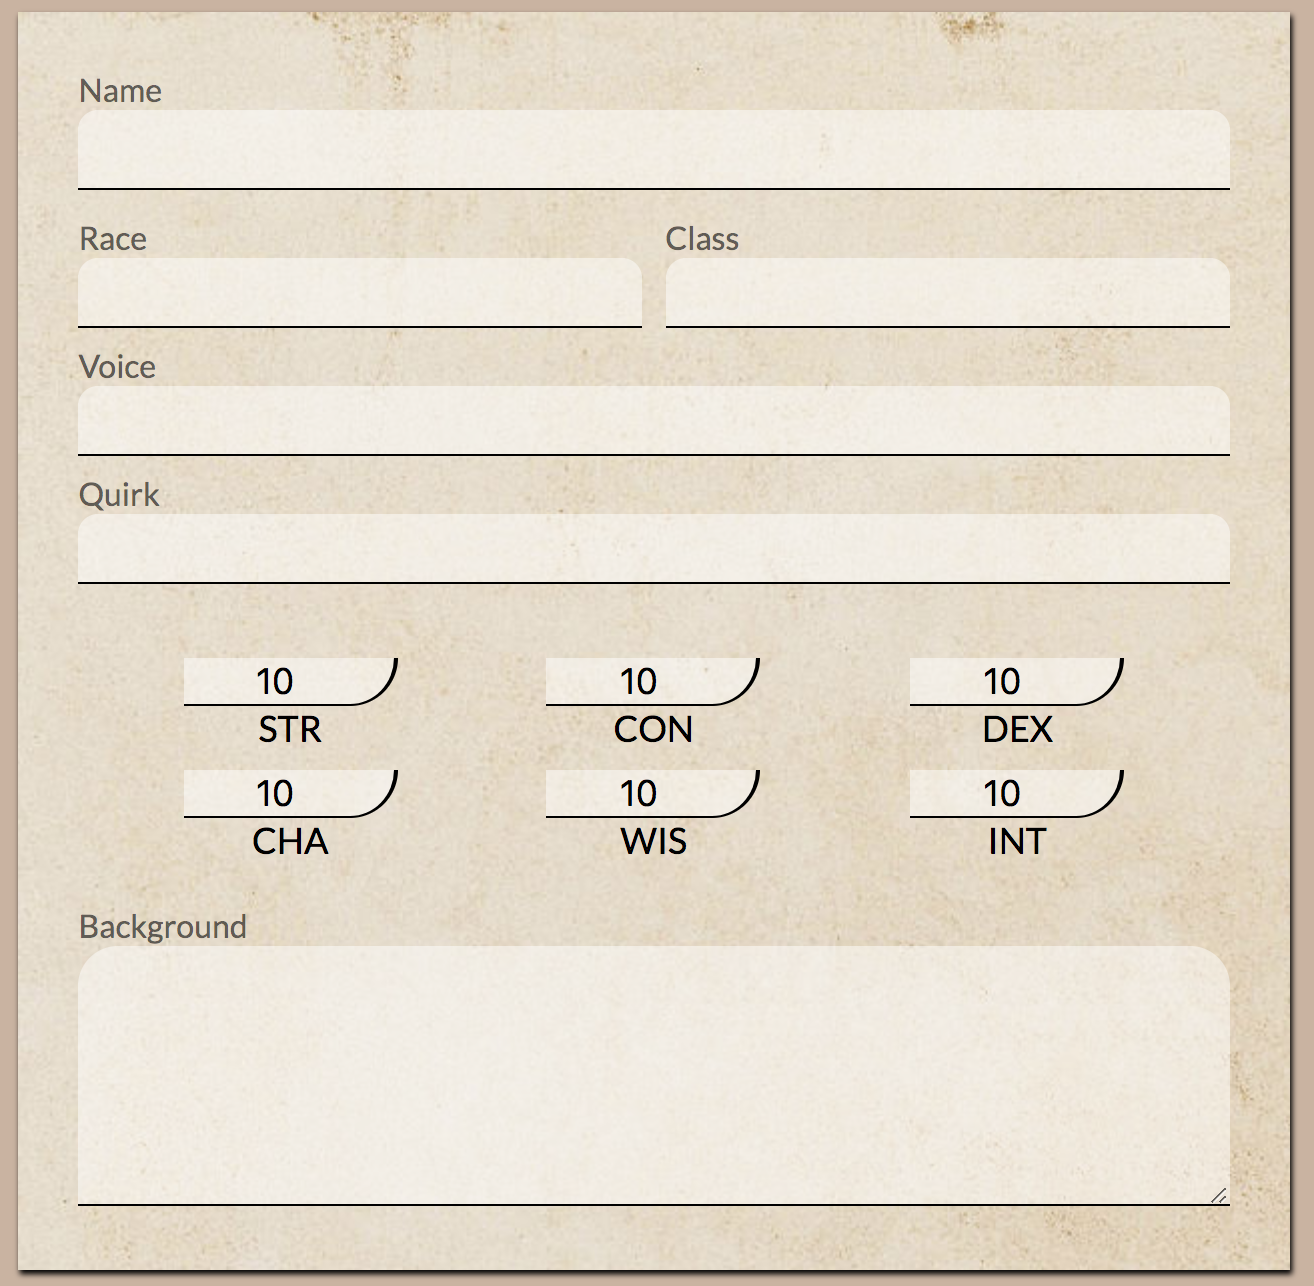 Name
Race Class
Voice
Quirk
10 10 10
STR CON DEX
10 10 10
CHA WIS INT
Background